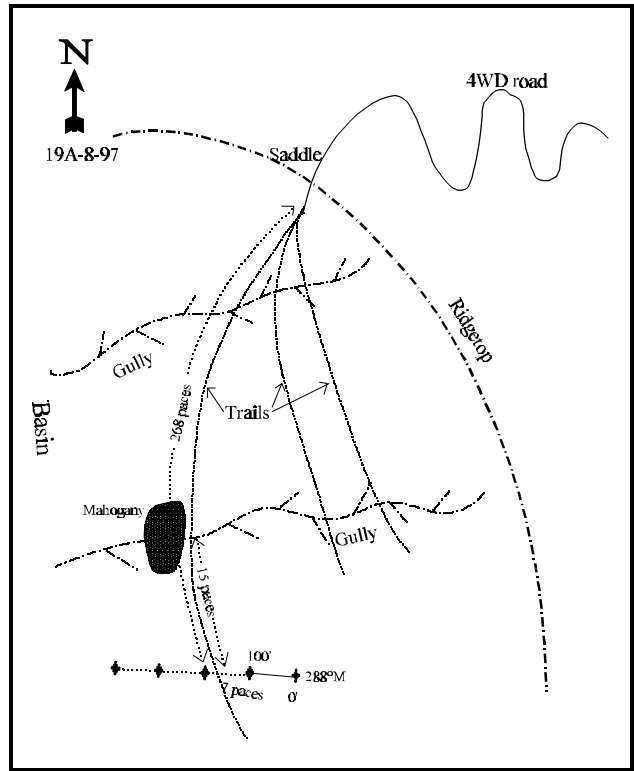 N
4WD road
19A-8-97
Saddle
Ridgetop
Gully
268 paces
Trails
Basin
Mahogany
Gully
15 paces
100'
288°M
7 paces
0'